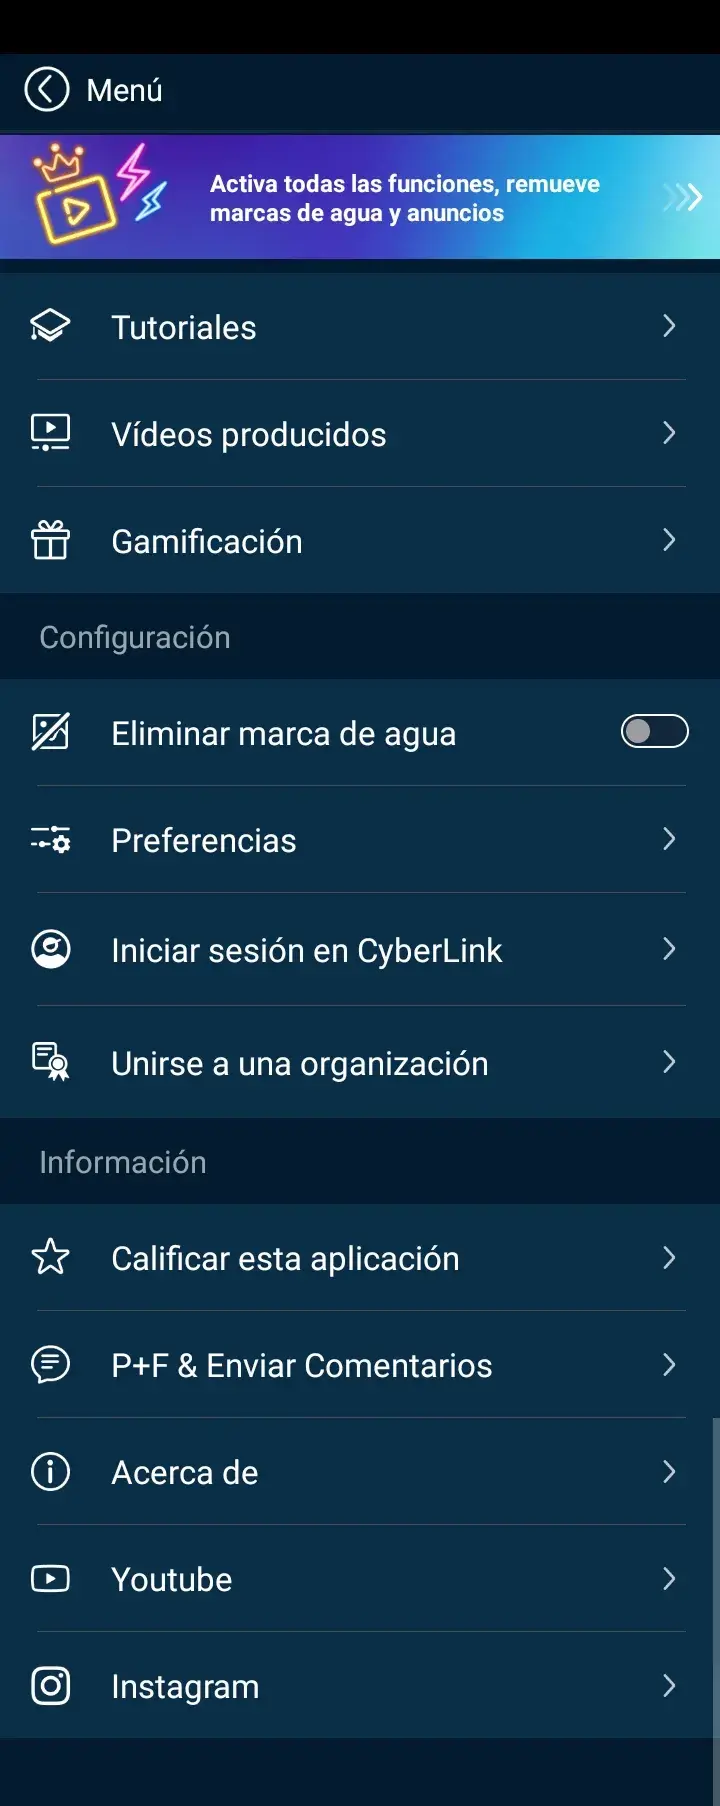 Menú
Activa todas las funciones, remueve
marcas de agua y anuncios
Tutoriales
Vídeos producidos
Gamificación
Configuración
Eliminar marca de agua
Preferencias
Iniciar sesión en CyberLink
Unirse a una organización
Información
Calificar esta aplicación
P+F & Enviar Comentarios
Acerca de
Youtube
Instagram